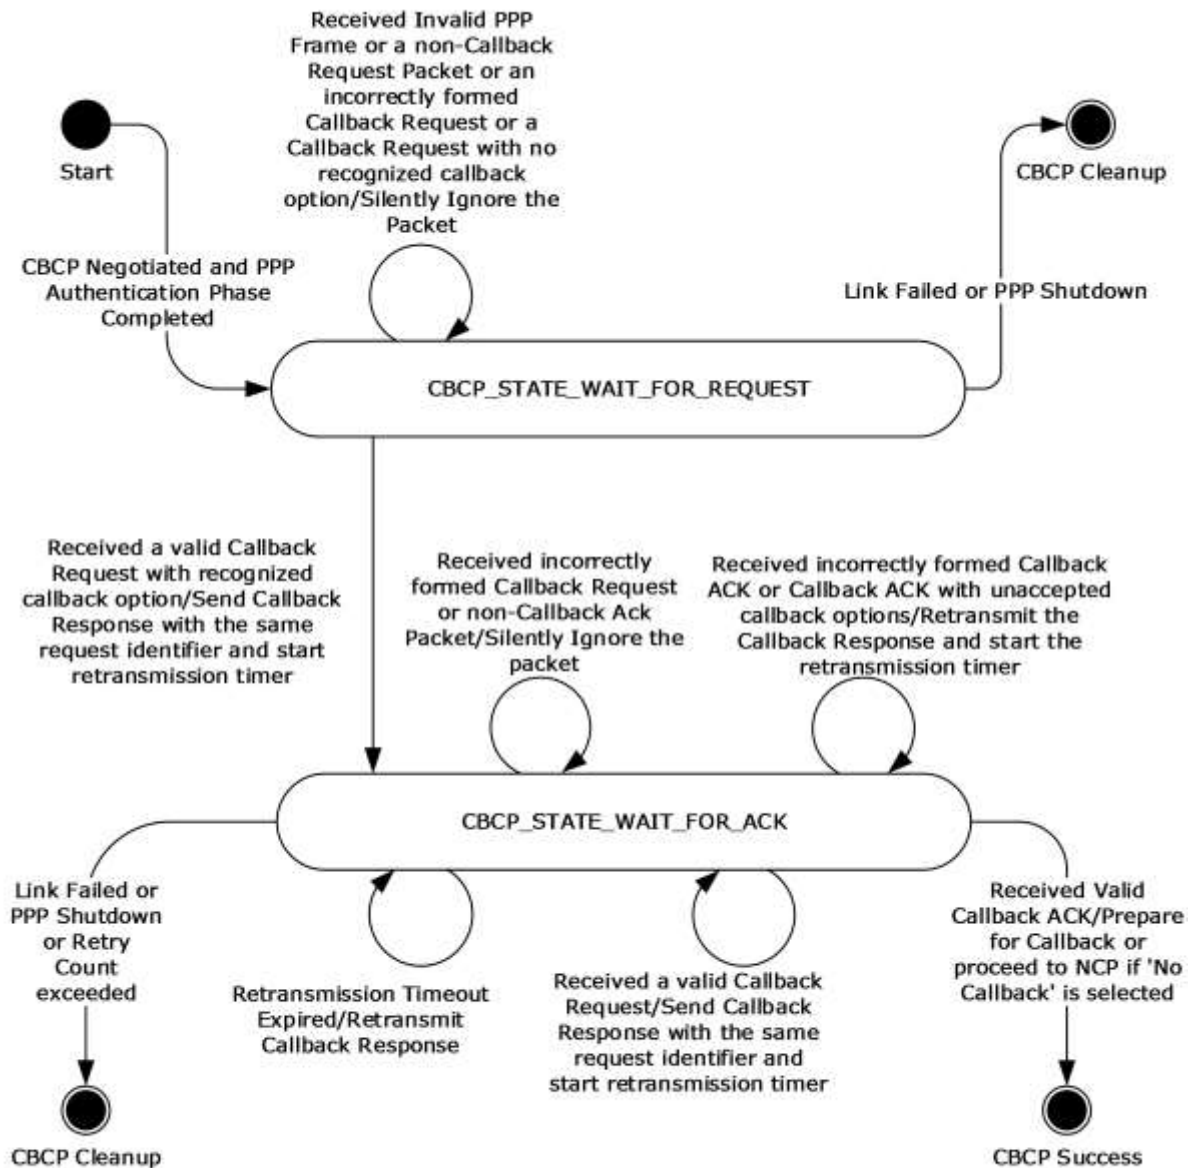 Received Invalid PPP
Frame or a non-Callback
Request Packet or an
incorrectly formed
Callback Request or a
Callback Request with no
recognized callback
option/Silently Ignore the
Packet
Start
CBCP Cleanup
CBCP Negotiated and PPP
Authentication Phase
Completed
Link Failed or PPP Shutdown
CBCP_STATE_WAIT_FOR_REQUEST
Received a valid Callback
Request with recognized
callback option/Send Callback
Response with the same
request identifier and start
retransmission timer
Received incorrectly
formed Callback Request
or non-Callback Ack
Packet/Silently Ignore the
packet
Received incorrectly formed Callback
ACK or Callback ACK with unaccepted
callback options/Retransmit the
Callback Response and start the
retransmission timer
CBCP_STATE_WAIT_FOR_ACK
Link Failed or
PPP Shutdown
or Retry
Count
exceeded
Retransmission Timeout
Expired/Retransmit
Callback Response
Received a valid Callback
Request/Send Callback
Response with the same
request identifier and
start retransmission timer
Received Valid
Callback ACK/Prepare
for Callback or
proceed to NCP if 'No
Callback' is selected
CBCP Cleanup
CBCP Success